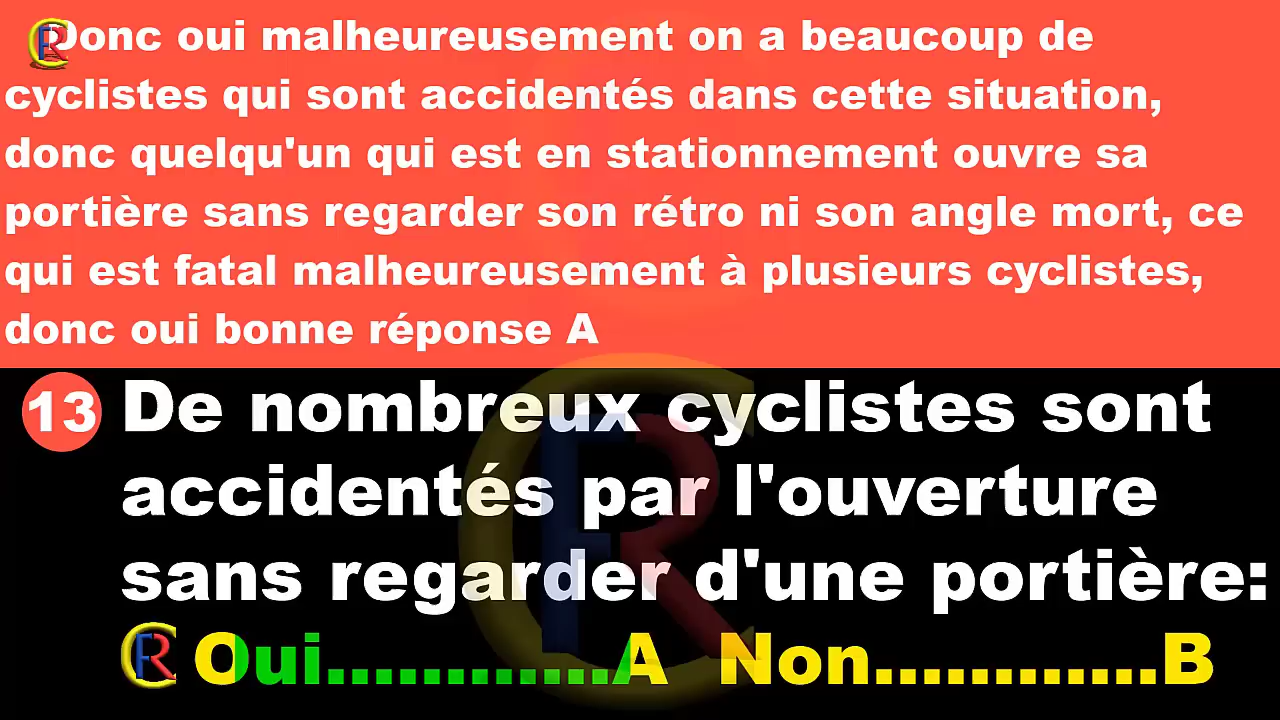 Donc oui malheureusement on a beaucoup de
cyclistes qui sont accidentés dans cette situation,
donc quelqu'un qui est en stationnement ouvre sa
portière sans regarder son rétro ni son angle mort, ce
qui est fatal malheureusement à plusieurs cyclistes,
donc oui bonne réponse A
13 De nombreux cyclistes sont
accidentés par l'ouverture
sans regarder d'une portière:
CFR Oui............A Non............B